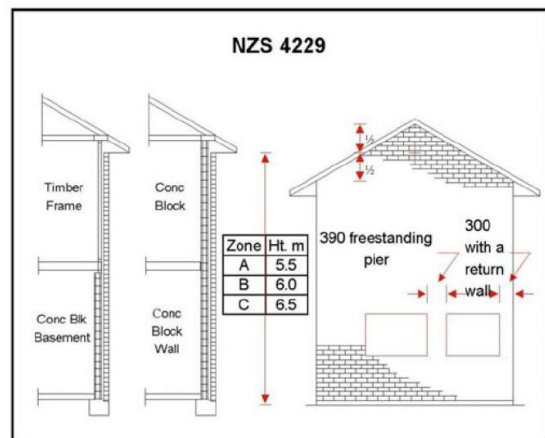 NZS 4229
Timber
Frame
Conc
Block
Conc Blk
Basement
Conc
Block
Wall
Zone Ht. m
A 5.5
B 6.0
C 6.5
½
½
390 freestanding
pier
300
with a
return
wall